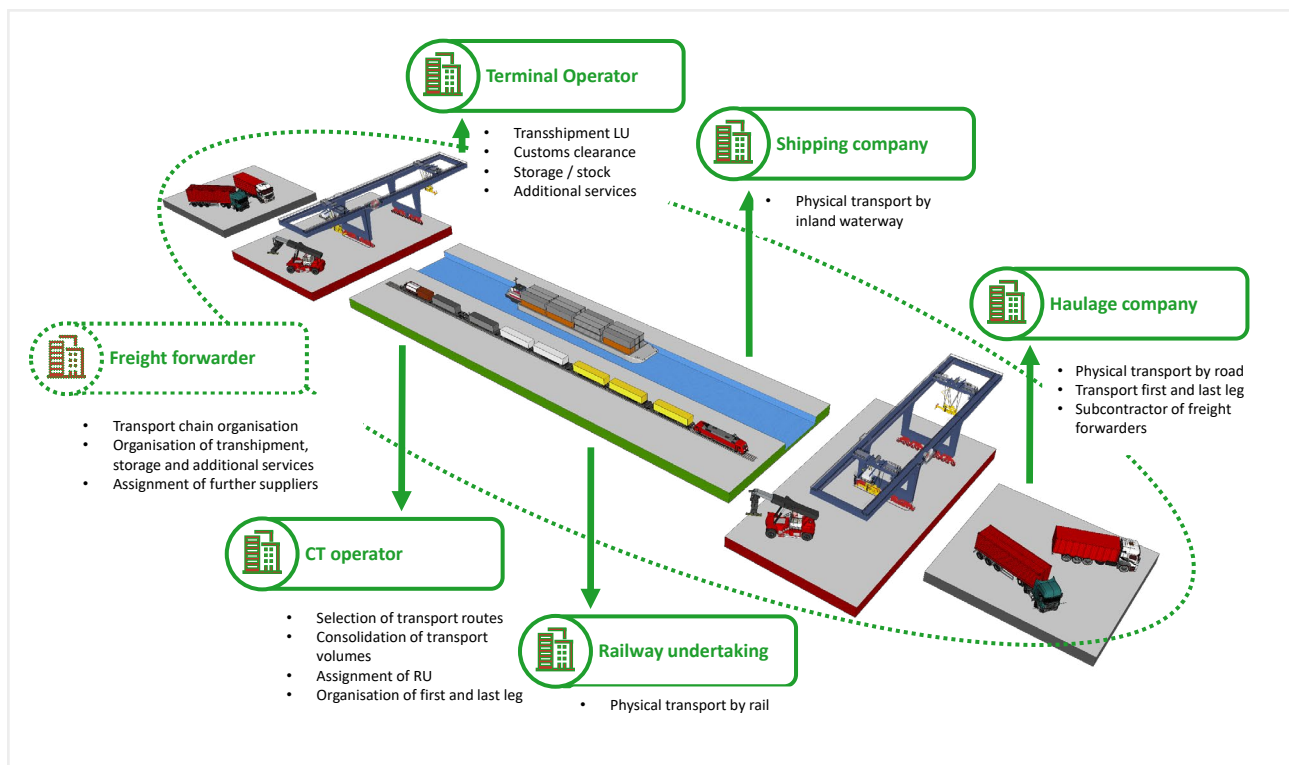 Terminal Operator
• Transshipment LU
• Customs clearance
• Storage / stock
• Additional services
Shipping company
• Physical transport by
inland waterway
Haulage company
• Physical transport by road
• Transport first and last leg
• Subcontractor of freight
forwarders
Freight forwarder
• Transport chain organisation
• Organisation of transhipment,
storage and additional services
• Assignment of further suppliers
CT operator
• Selection of transport routes
• Consolidation of transport
volumes
• Assignment of RU
• Organisation of first and last leg
Railway undertaking
• Physical transport by rail